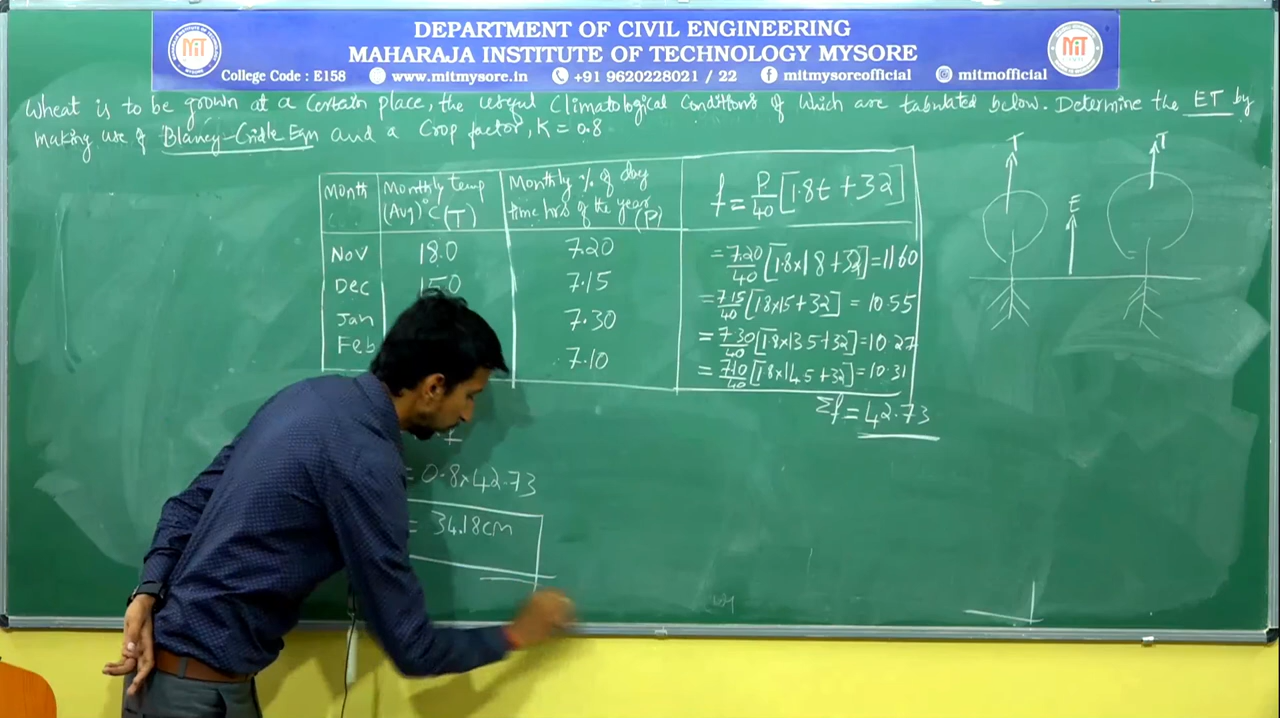 DEPARTMENT OF CIVIL ENGINEERING
MAHARAJA INSTITUTE OF TECHNOLOGY MYSORE
College Code : E158 www.mitmysore.in +91 9620228021 / 22 mitmysoreofficial mitmofficial
MiT
MiT
Wheat is to be grown at a Certain place, the useful Climatological Conditions of Which are tabulated below. Determine the ET by
making use of Blaney-Cridle Eqn and a Crop factor, K = 0.8
Month Monthly temp (Avg) °C (T) Monthly % of day time hrs of the year (P) f = P/40 [1.8t + 32]
Nov 18.0 7.20 = 7.20/40 [1.8×18+32] = 11.60
Dec 15.0 7.15 = 7.15/40 [1.8×15+32] = 10.55
Jan 7.30 = 7.30/40 [1.8×13.5+32] = 10.27
Feb 7.10 = 7.10/40 [1.8×14.5+32] = 10.31
Σf = 42.73
= 0.8×42.73
= 34.18cm
T
E
T